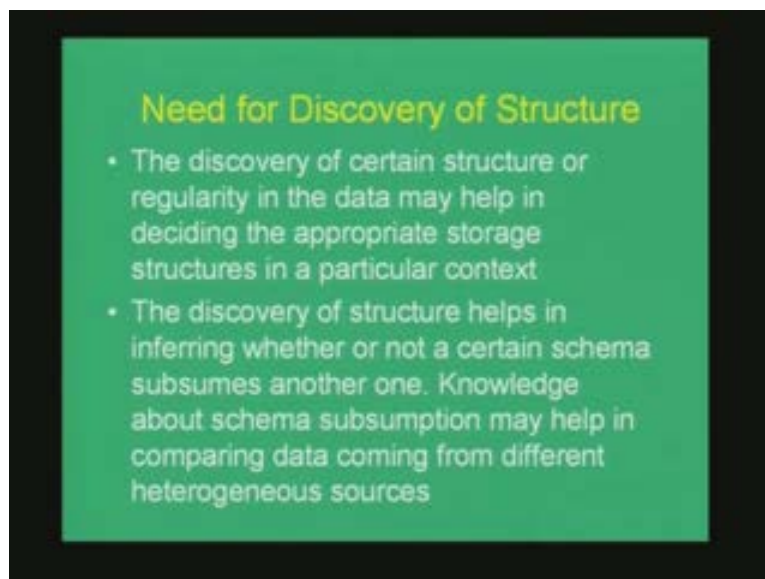 Need for Discovery of Structure
• The discovery of certain structure or
regularity in the data may help in
deciding the appropriate storage
structures in a particular context
• The discovery of structure helps in
inferring whether or not a certain schema
subsumes another one. Knowledge
about schema subsumption may help in
comparing data coming from different
heterogeneous sources